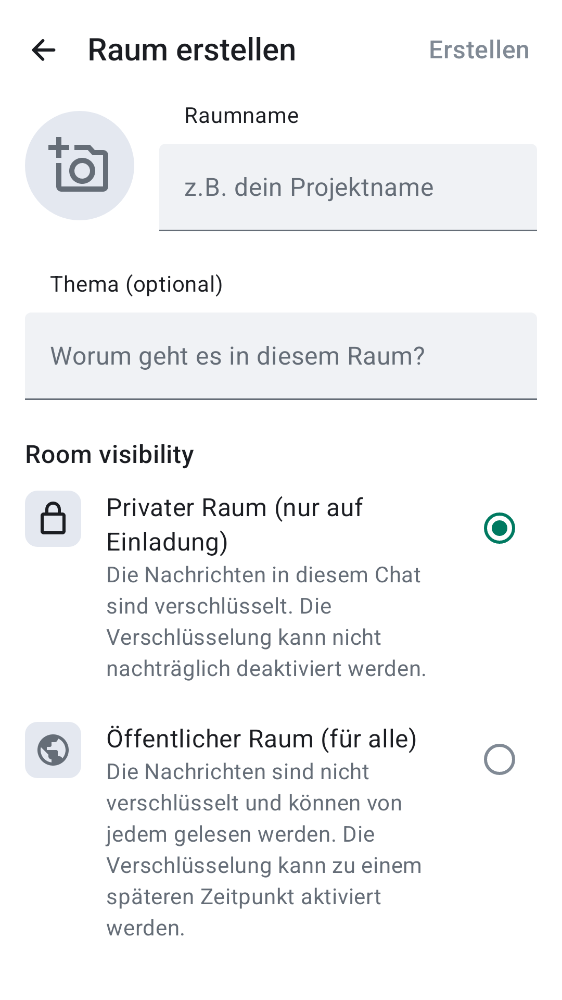 Raum erstellen
Erstellen
Raumname
z.B. dein Projektname
Thema (optional)
Worum geht es in diesem Raum?
Room visibility
Privater Raum (nur auf
Einladung)
Die Nachrichten in diesem Chat
sind verschlüsselt. Die
Verschlüsselung kann nicht
nachträglich deaktiviert werden.
Öffentlicher Raum (für alle)
Die Nachrichten sind nicht
verschlüsselt und können von
jedem gelesen werden. Die
Verschlüsselung kann zu einem
späteren Zeitpunkt aktiviert
werden.